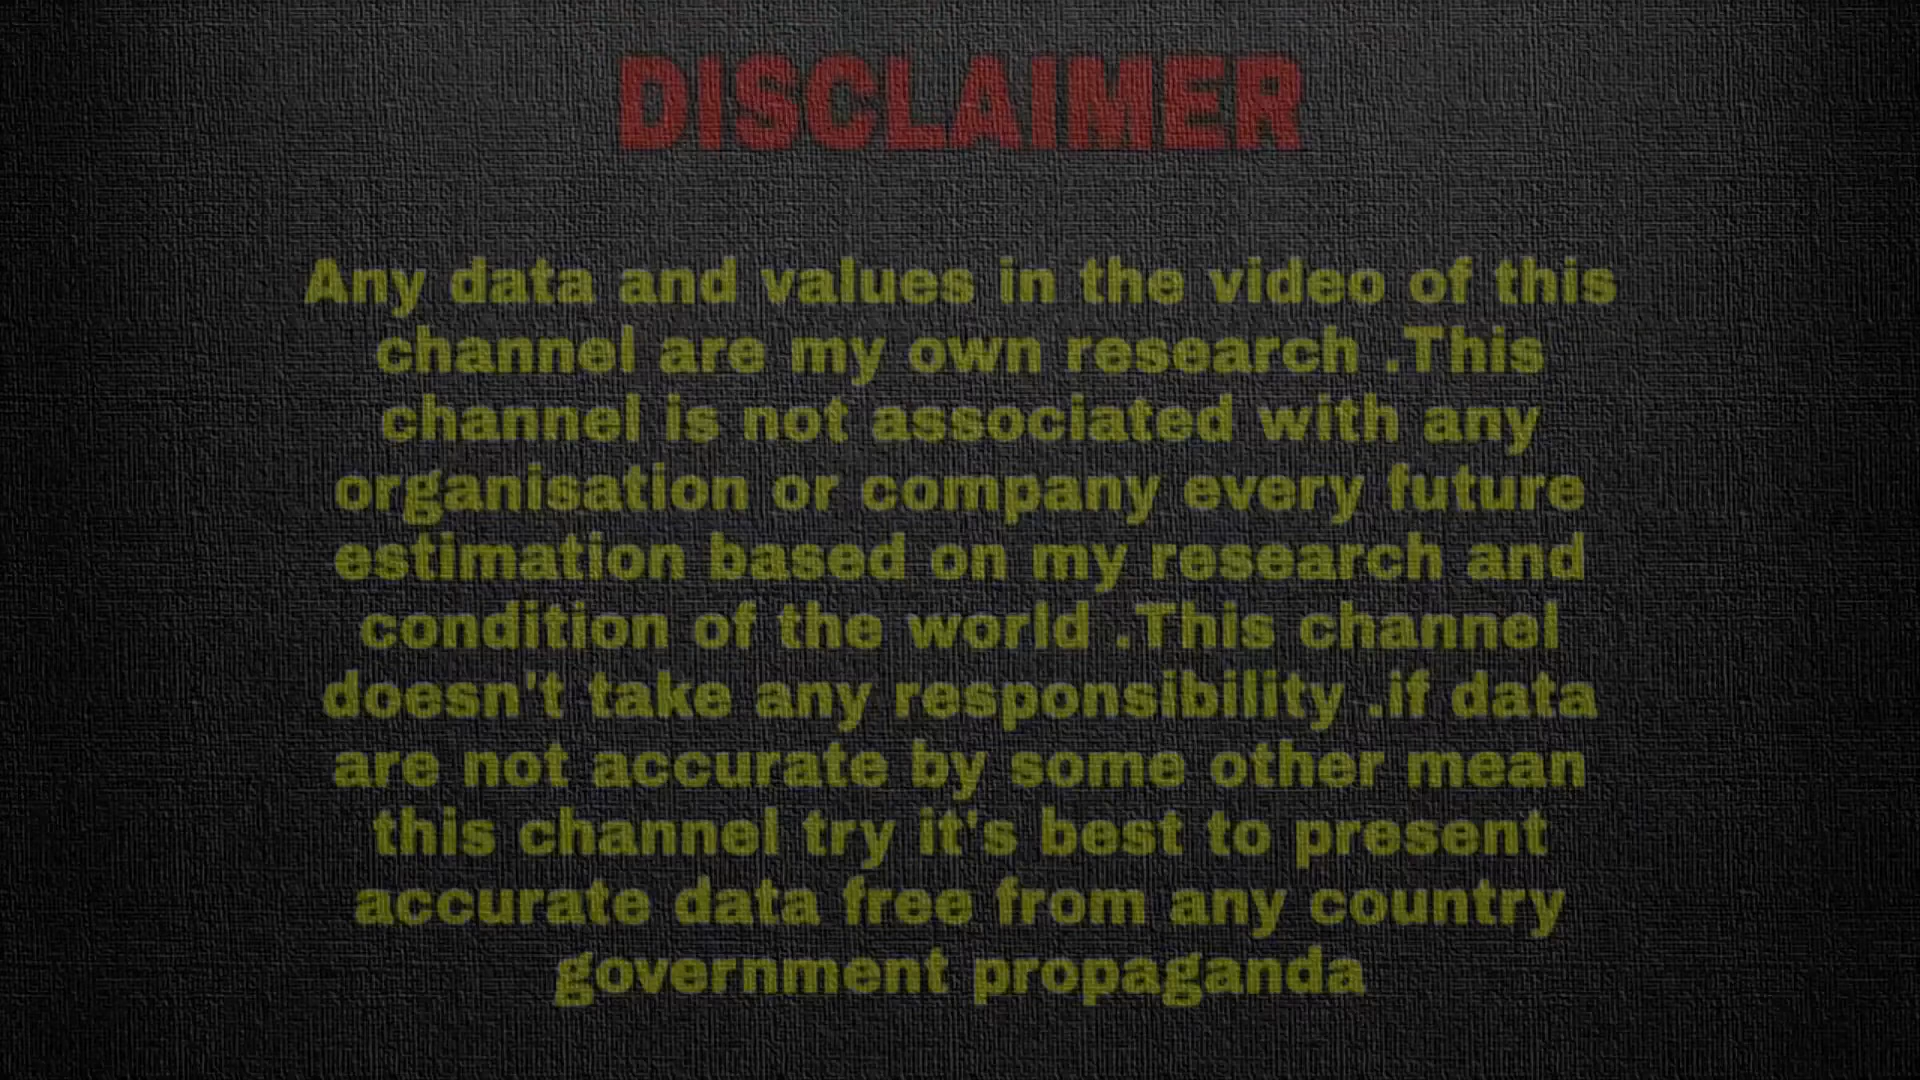 DISCLAIMER
Any data and values in the video of this
channel are my own research .This
channel is not associated with any
organisation or company every future
estimation based on my research and
condition of the world .This channel
doesn't take any responsibility .if data
are not accurate by some other mean
this channel try it's best to present
accurate data free from any country
government propaganda